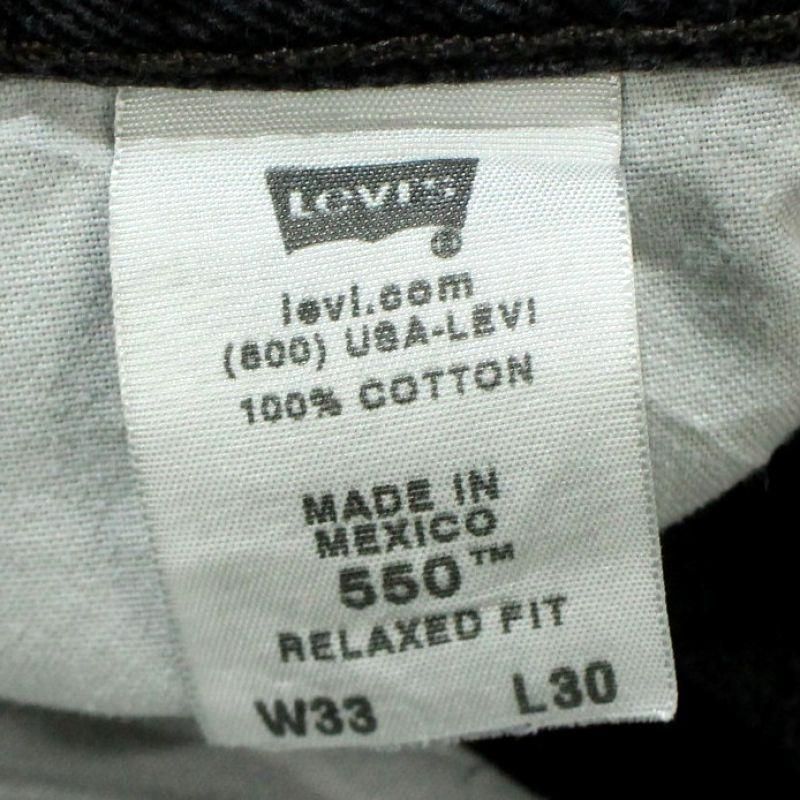 Levi's
®
levi.com
(800) USA-LEVI
100% COTTON
MADE IN
MEXICO
550™
RELAXED FIT
W33 L30